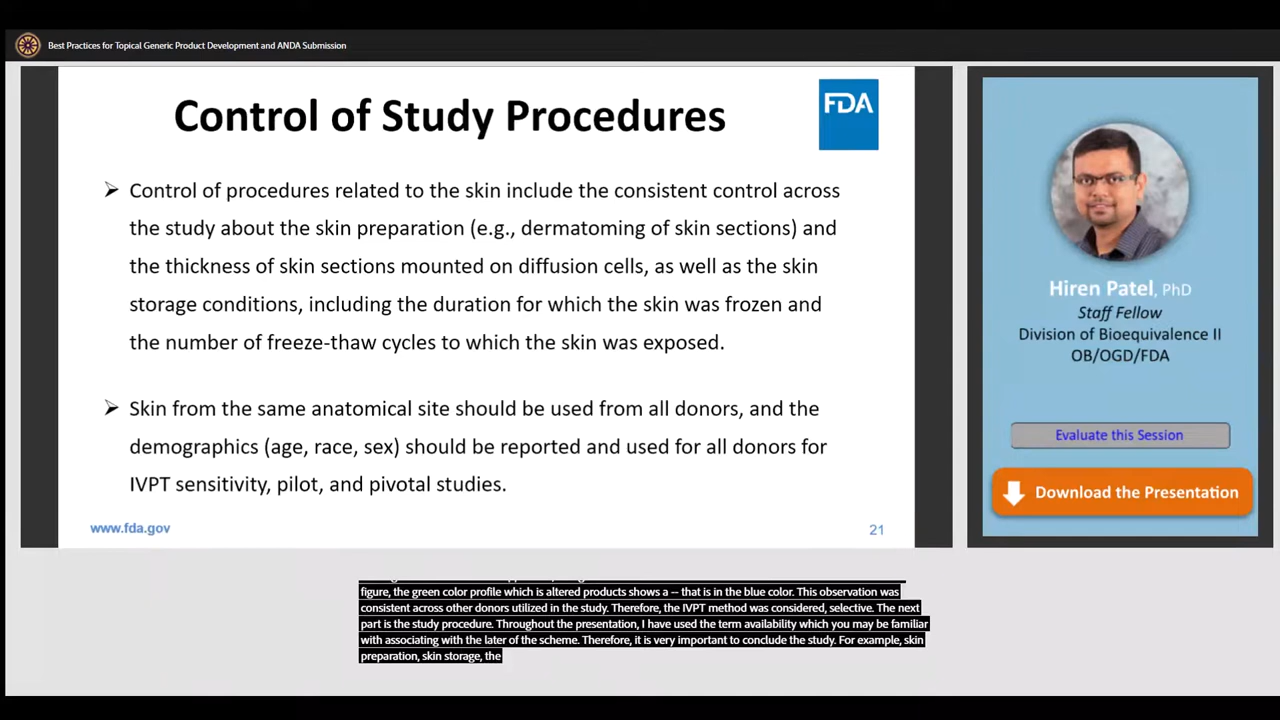 Best Practices for Topical Generic Product Development and ANDA Submission
Control of Study Procedures
FDA
➤ Control of procedures related to the skin include the consistent control across
the study about the skin preparation (e.g., dermatoming of skin sections) and
the thickness of skin sections mounted on diffusion cells, as well as the skin
storage conditions, including the duration for which the skin was frozen and
the number of freeze-thaw cycles to which the skin was exposed.
➤ Skin from the same anatomical site should be used from all donors, and the
demographics (age, race, sex) should be reported and used for all donors for
IVPT sensitivity, pilot, and pivotal studies.
www.fda.gov
21
Hiren Patel, PhD
Staff Fellow
Division of Bioequivalence II
OB/OGD/FDA
Evaluate this Session
Download the Presentation
figure, the green color profile which is altered products shows a -- that is in the blue color. This observation was
consistent across other donors utilized in the study. Therefore, the IVPT method was considered, selective. The next
part is the study procedure. Throughout the presentation, I have used the term availability which you may be familiar
with associating with the later of the scheme. Therefore, it is very important to conclude the study. For example, skin
preparation, skin storage, the